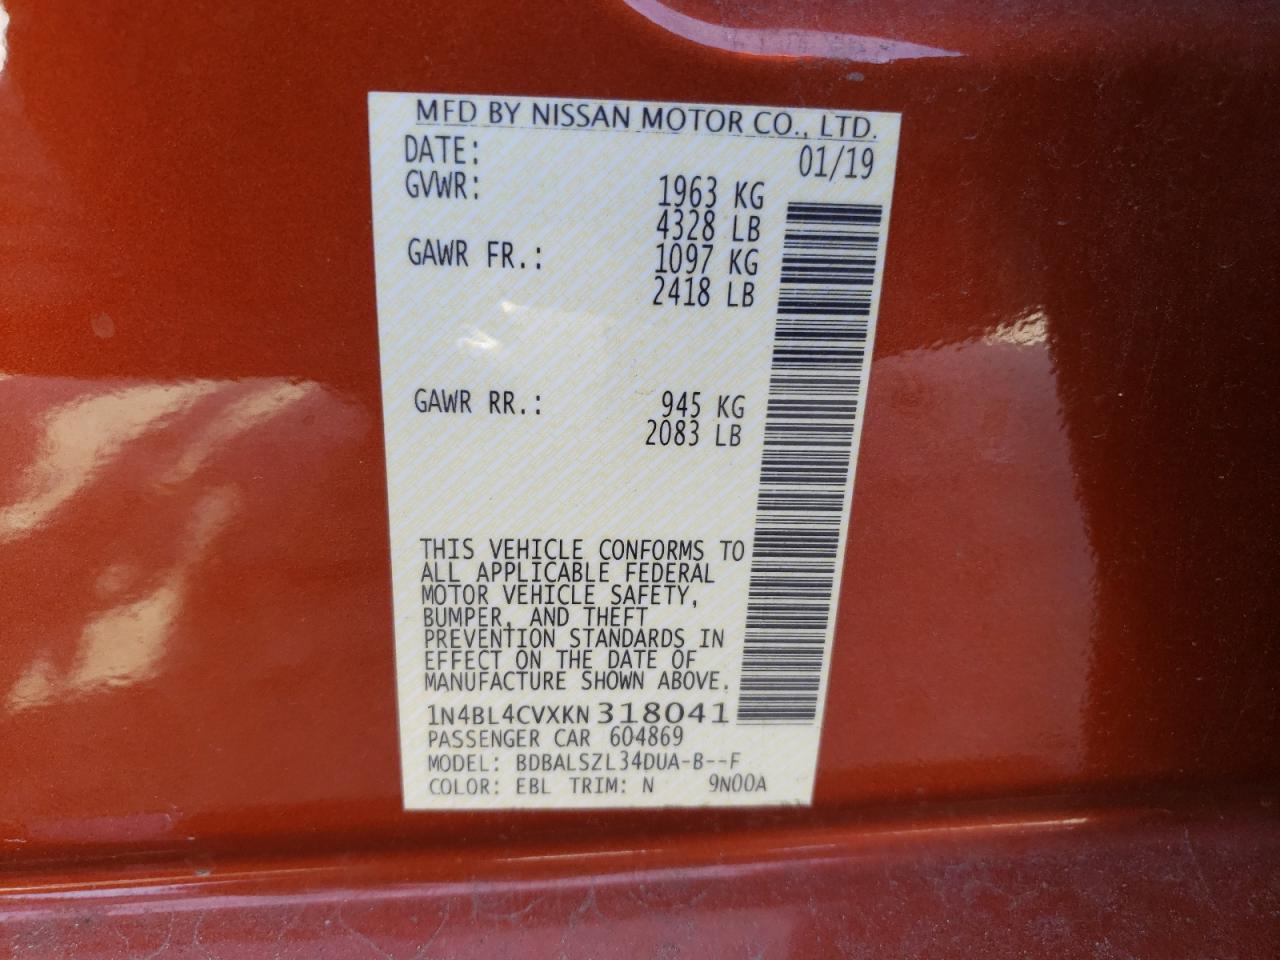 MFD BY NISSAN MOTOR CO., LTD.
DATE: 01/19
GVWR: 1963 KG
4328 LB
GAWR FR.: 1097 KG
2418 LB
GAWR RR.: 945 KG
2083 LB
THIS VEHICLE CONFORMS TO
ALL APPLICABLE FEDERAL
MOTOR VEHICLE SAFETY,
BUMPER, AND THEFT
PREVENTION STANDARDS IN
EFFECT ON THE DATE OF
MANUFACTURE SHOWN ABOVE.
1N4BL4CVXKN318041
PASSENGER CAR 604869
MODEL: BDBALSZL34DUA-B--F
COLOR: EBL TRIM: N 9N00A